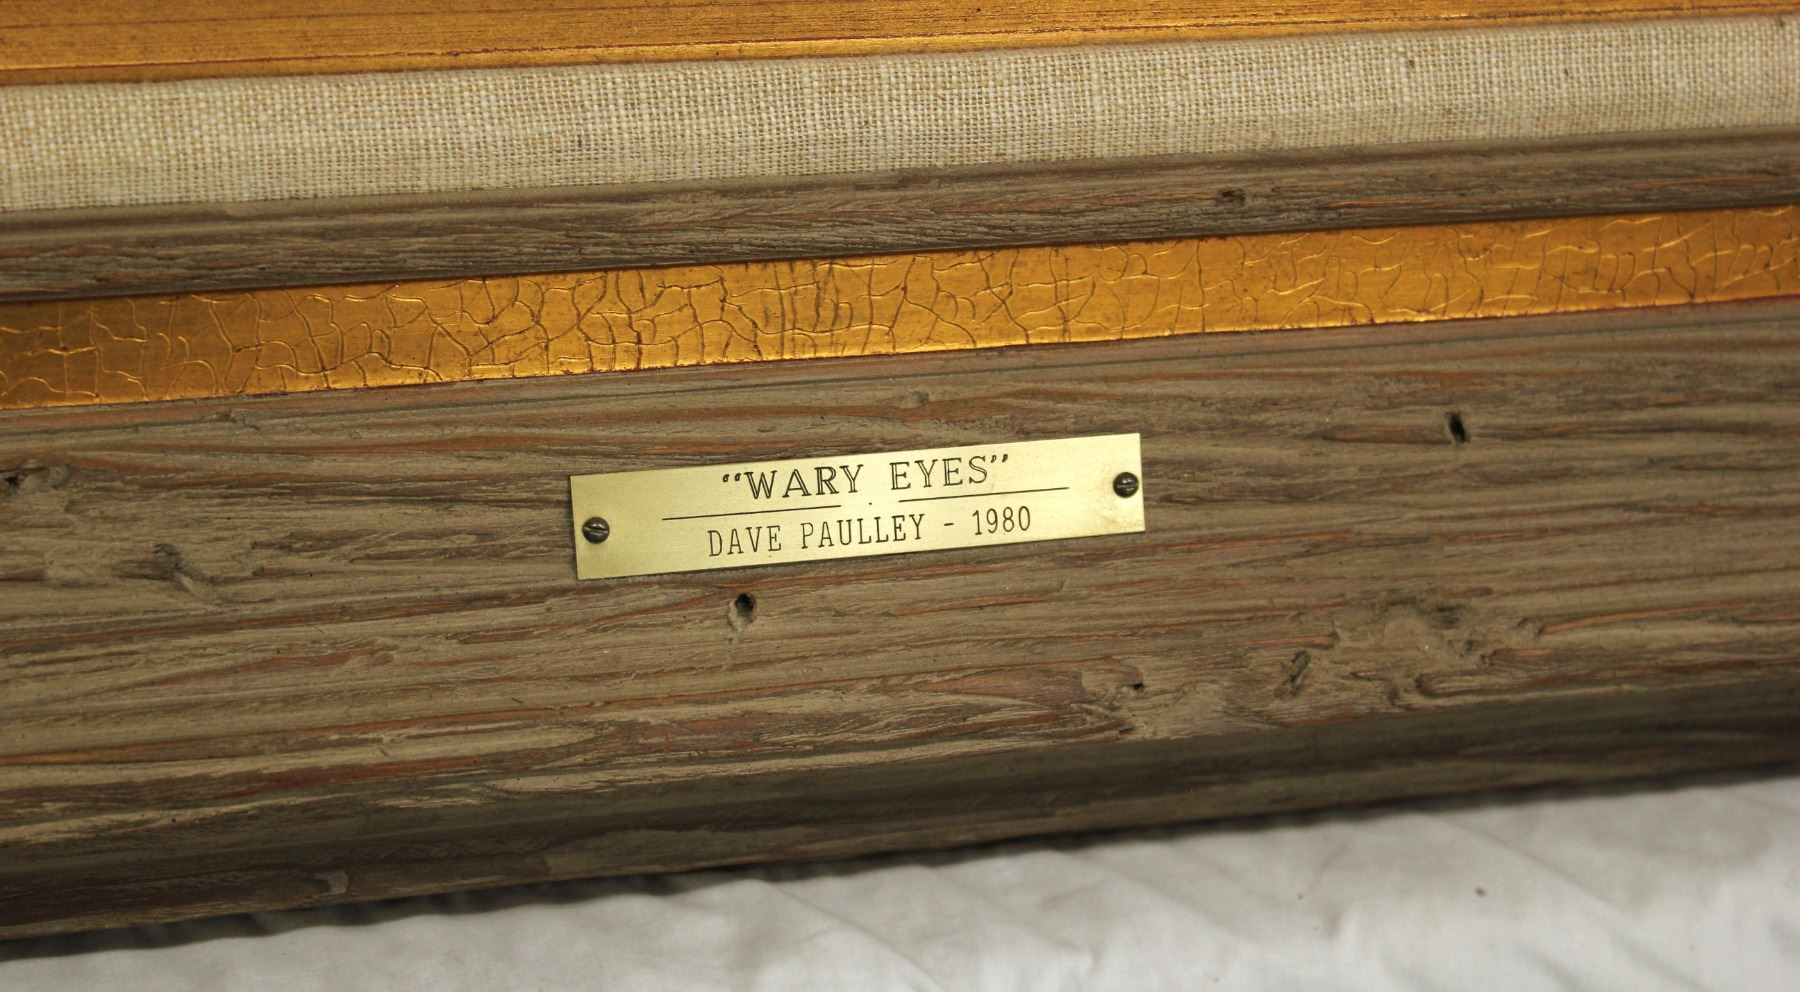 “WARY EYES”
DAVE PAULLEY - 1980